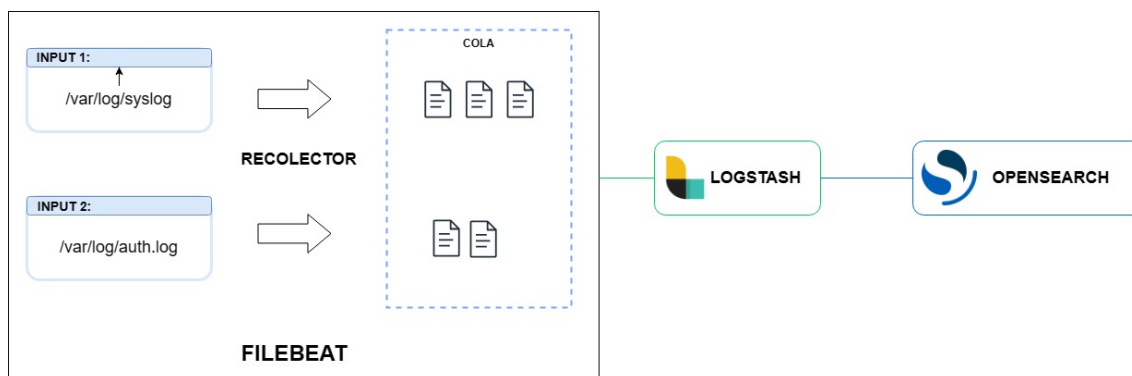 INPUT 1:
/var/log/syslog
RECOLECTOR
INPUT 2:
/var/log/auth.log
COLA
FILEBEAT
LOGSTASH
OPENSEARCH